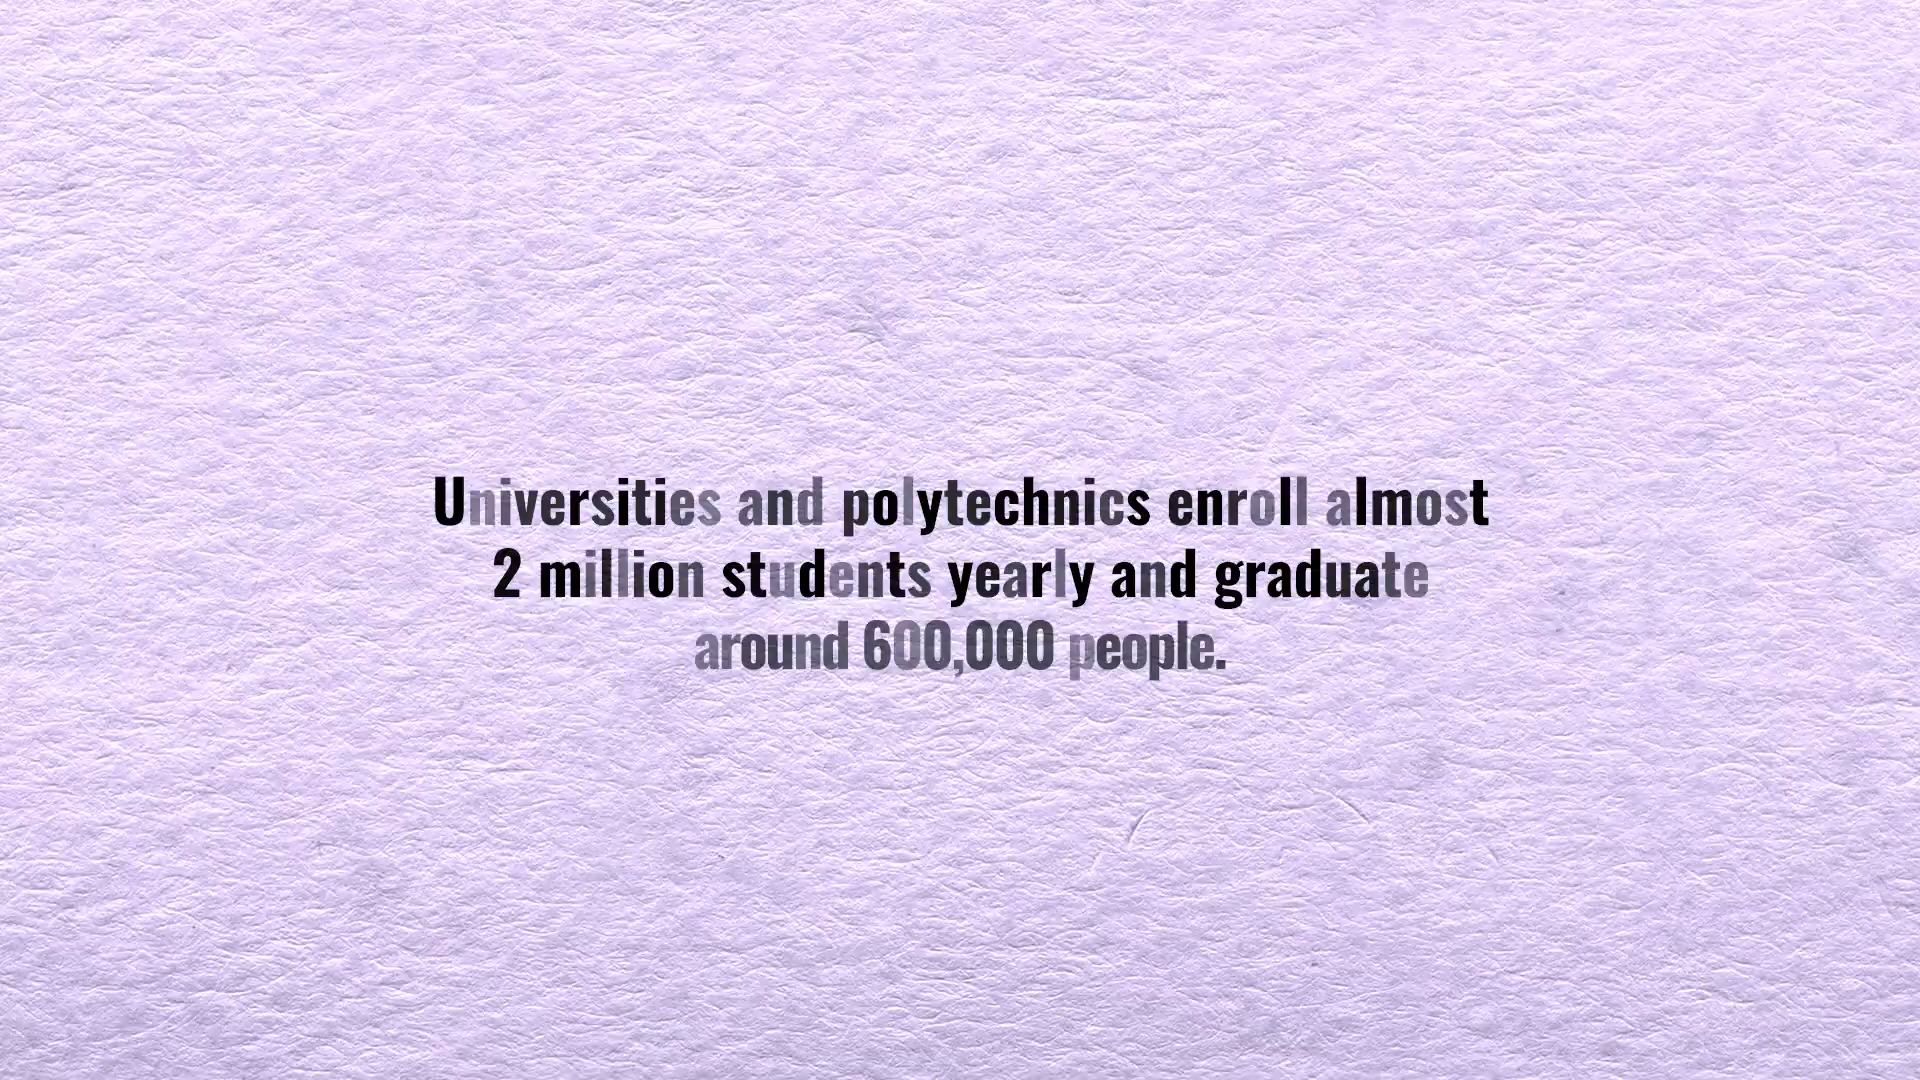 Universities and polytechnics enroll almost
2 million students yearly and graduate
around 600,000 people.